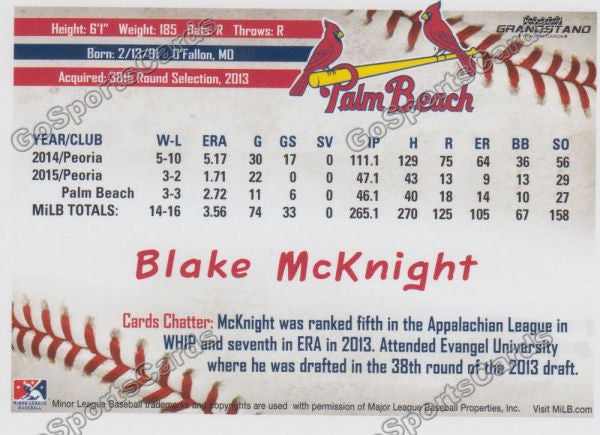 Height: 6'1" Weight: 185 Bats: R Throws: R
GRANDSTAND
Born: 2/13/9 O'Fallon, MO
Acquired: 38th Round Selection, 2013
Palm Beach
YEAR/CLUB W-L ERA G GS SV IP H R ER BB SO
2014/Peoria 5-10 5.17 30 17 0 111.1 129 75 64 36 56
2015/Peoria 3-2 1.71 22 0 0 47.1 43 13 9 13 29
Palm Beach 3-3 2.72 11 6 0 46.1 40 18 14 10 27
MiLB TOTALS: 14-16 3.56 74 33 0 265.1 270 125 105 67 158
Blake McKnight
Cards Chatter: McKnight was ranked fifth in the Appalachian League in
WHIP and seventh in ERA in 2013. Attended Evangel University
where he was drafted in the 38th round of the 2013 draft.
MINOR LEAGUE
BASEBALL
Minor League Baseball trademarks and copyrights are used with permission of Major League Baseball Properties, Inc. Visit MiLB.com
GoSportsCards